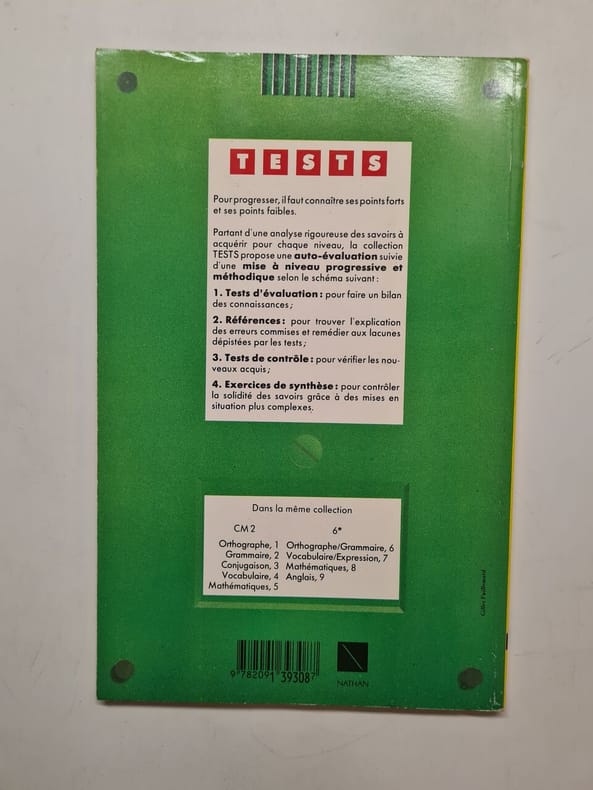 TESTS
Pour progresser, il faut connaître ses points forts
et ses points faibles.
Partant d'une analyse rigoureuse des savoirs à
acquérir pour chaque niveau, la collection
TESTS propose une auto-évaluation suivie
d'une mise à niveau progressive et
méthodique selon le schéma suivant :
1. Tests d'évaluation : pour faire un bilan
des connaissances ;
2. Références : pour trouver l'explication
des erreurs commises et remédier aux lacunes
dépistées par les tests ;
3. Tests de contrôle : pour vérifier les nou-
veaux acquis ;
4. Exercices de synthèse : pour contrôler
la solidité des savoirs grâce à des mises en
situation plus complexes.
Dans la même collection
CM 2 6e
Orthographe, 1 Orthographe/Grammaire, 6
Grammaire, 2 Vocabulaire/Expression, 7
Conjugaison, 3 Mathématiques, 8
Vocabulaire, 4 Anglais, 9
Mathématiques, 5
9 782091 393087
NATHAN